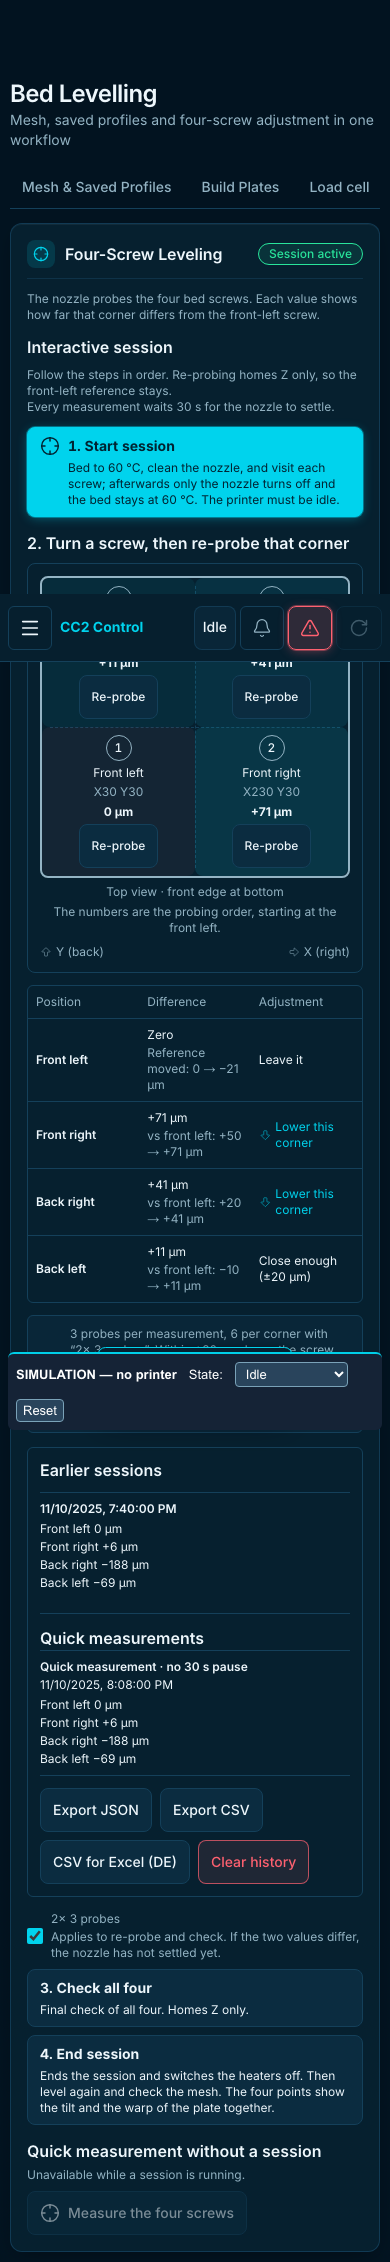 Bed Levelling
Mesh, saved profiles and four-screw adjustment in one
workflow
Mesh & Saved Profiles
Build Plates
Load cell
Four-Screw Leveling
Session active
The nozzle probes the four bed screws. Each value shows
how far that corner differs from the front-left screw.
Interactive session
Follow the steps in order. Re-probing homes Z only, so the
front-left reference stays.
Every measurement waits 30 s for the nozzle to settle.
1. Start session
Bed to 60 °C, clean the nozzle, and visit each
screw; afterwards only the nozzle turns off and
the bed stays at 60 °C. The printer must be idle.
2. Turn a screw, then re-probe that corner
CC2 Control
Idle
+11 µm
+41 µm
Re-probe
Re-probe
1
2
Front left
Front right
X30 Y30
X230 Y30
0 µm
+71 µm
Re-probe
Re-probe
Top view · front edge at bottom
The numbers are the probing order, starting at the
front left.
Y (back)
X (right)
Position
Difference
Adjustment
Front left
Zero
Reference
moved: 0 → −21
µm
Leave it
Front right
+71 µm
vs front left: +50
→ +71 µm
Lower this
corner
Back right
+41 µm
vs front left: +20
→ +41 µm
Lower this
corner
Back left
+11 µm
vs front left: −10
→ +11 µm
Close enough
(±20 µm)
3 probes per measurement, 6 per corner with
SIMULATION — no printer
State:
Idle
Reset
Earlier sessions
11/10/2025, 7:40:00 PM
Front left 0 µm
Front right +6 µm
Back right −188 µm
Back left −69 µm
Quick measurements
Quick measurement · no 30 s pause
11/10/2025, 8:08:00 PM
Front left 0 µm
Front right +6 µm
Back right −188 µm
Back left −69 µm
Export JSON
Export CSV
CSV for Excel (DE)
Clear history
2× 3 probes
Applies to re-probe and check. If the two values differ,
the nozzle has not settled yet.
3. Check all four
Final check of all four. Homes Z only.
4. End session
Ends the session and switches the heaters off. Then
level again and check the mesh. The four points show
the tilt and the warp of the plate together.
Quick measurement without a session
Unavailable while a session is running.
Measure the four screws